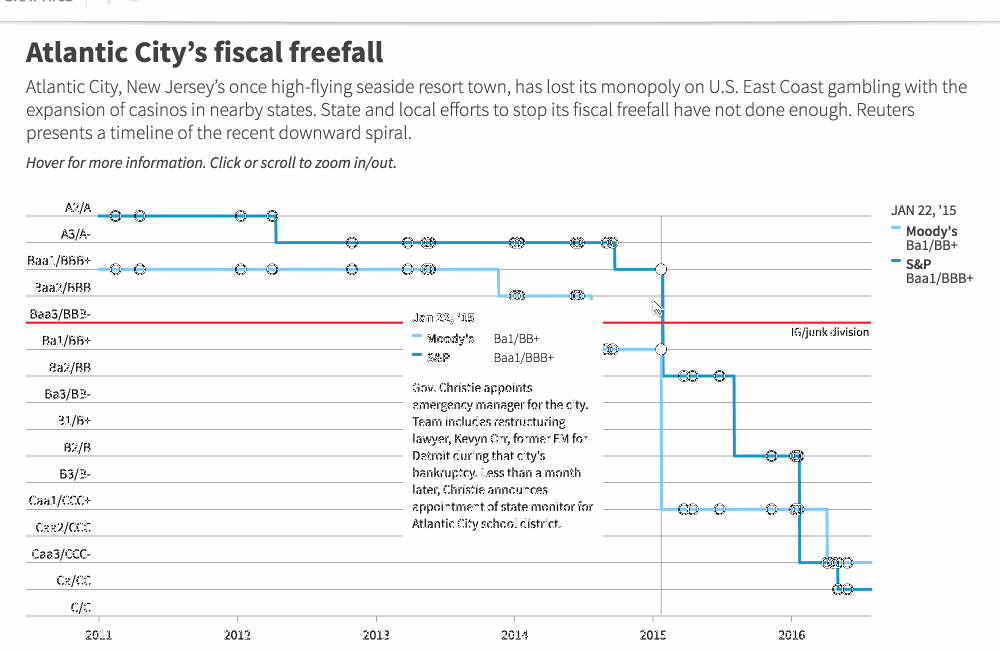 Atlantic City’s fiscal freefall
Atlantic City, New Jersey’s once high-flying seaside resort town, has lost its monopoly on U.S. East Coast gambling with the
expansion of casinos in nearby states. State and local efforts to stop its fiscal freefall have not done enough. Reuters
presents a timeline of the recent downward spiral.
Hover for more information. Click or scroll to zoom in/out.
A2/A
A3/A-
Baa1/BBB+
Baa2/BBB
Baa3/BBB-
Ba1/BB+
Ba2/BB
Ba3/BB-
B1/B+
B2/B
B3/B-
Caa1/CCC+
Caa2/CCC
Caa3/CCC-
Ca/CC
C/C
2011
2012
2013
2014
2015
2016
IG/junk division
Jan 22, '15
Moody's Ba1/BB+
S&P Baa1/BBB+
Gov. Christie appoints
emergency manager for the city.
Team includes restructuring
lawyer, Kevyn Orr, former EM for
Detroit during that city's
bankruptcy. Less than a month
later, Christie announces
appointment of state monitor for
Atlantic City school district.
JAN 22, '15
Moody's
Ba1/BB+
S&P
Baa1/BBB+